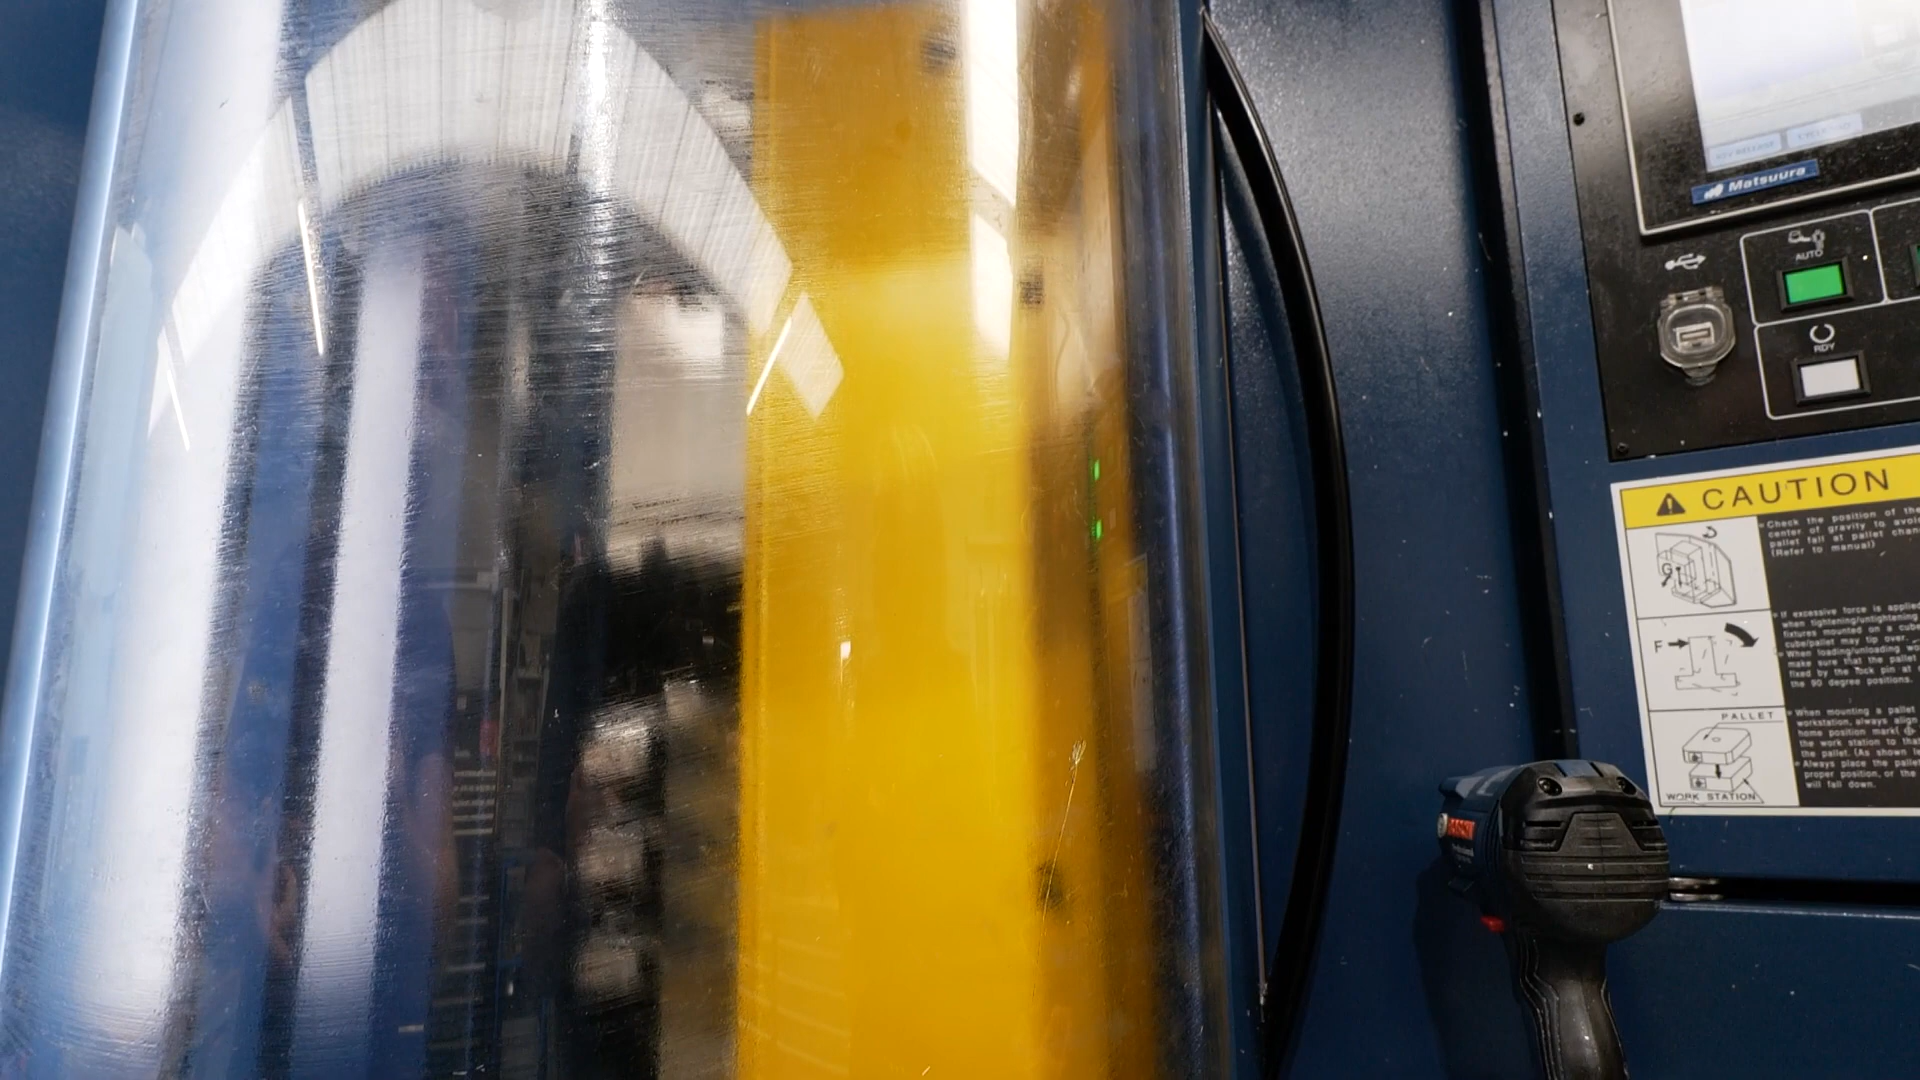 Matsuura
AUTO
RDY
CAUTION
Check the position of the
center of gravity to avoid
pallet fall at pallet chan
(Refer to manual)
G
If excessive force is applied
when tightening/untightening
fixtures mounted on a cube
cube/pallet may tip over.
When loading/unloading wo
make sure that the pallet
fixed by the lock pin at
the 90 degree positions.
F
When mounting a pallet
workstation, always align
home position mark(
the work station to that
the pallet. (As shown
Always place the pallet
proper position, or the
will fall down.
PALLET
WORK STATION
BOSCH